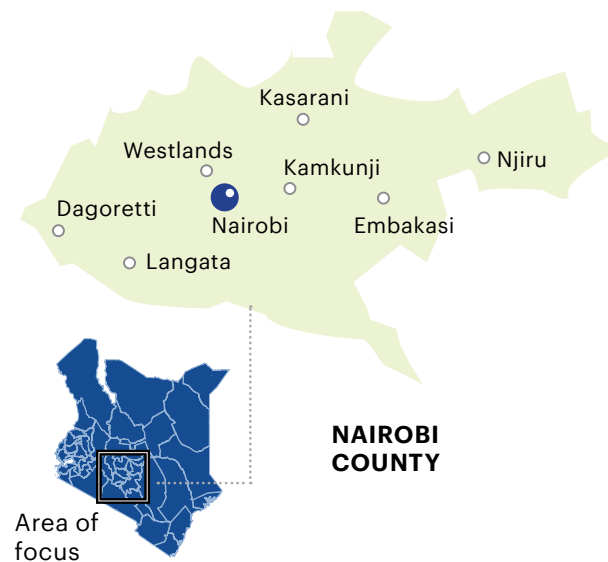 Kasarani
Westlands
Kamkunji
Njiru
Dagoretti
Nairobi
Embakasi
Langata
NAIROBI
COUNTY
Area of
focus